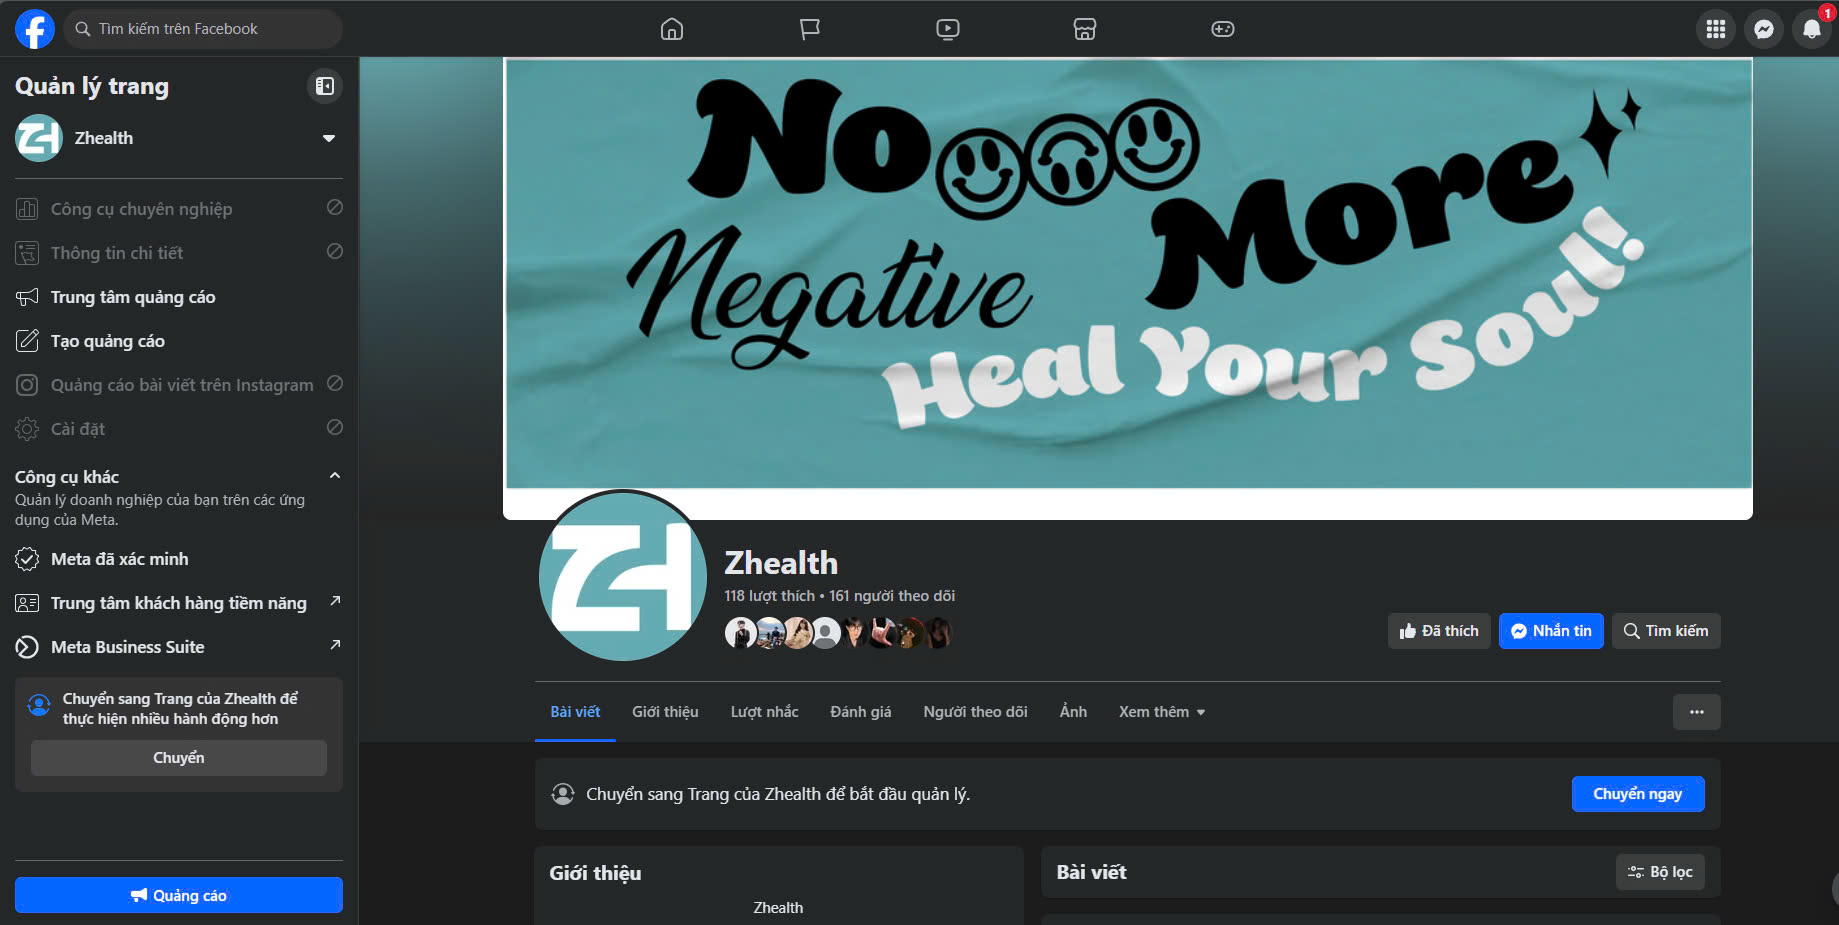 Tìm kiếm trên Facebook
1
Quản lý trang
Zhealth
Công cụ chuyên nghiệp
Thông tin chi tiết
Trung tâm quảng cáo
Tạo quảng cáo
Quảng cáo bài viết trên Instagram
Cài đặt
Công cụ khác
Quản lý doanh nghiệp của bạn trên các ứng
dụng của Meta.
Meta đã xác minh
Trung tâm khách hàng tiềm năng
Meta Business Suite
Chuyển sang Trang của Zhealth để
thực hiện nhiều hành động hơn
Chuyển
Quảng cáo
No
More
Negative
Heal Your Soul!
ZH
Zhealth
118 lượt thích • 161 người theo dõi
Đã thích
Nhắn tin
Tìm kiếm
Bài viết
Giới thiệu
Lượt nhắc
Đánh giá
Người theo dõi
Ảnh
Xem thêm
Chuyển sang Trang của Zhealth để bắt đầu quản lý.
Chuyển ngay
Giới thiệu
Zhealth
Bài viết
Bộ lọc